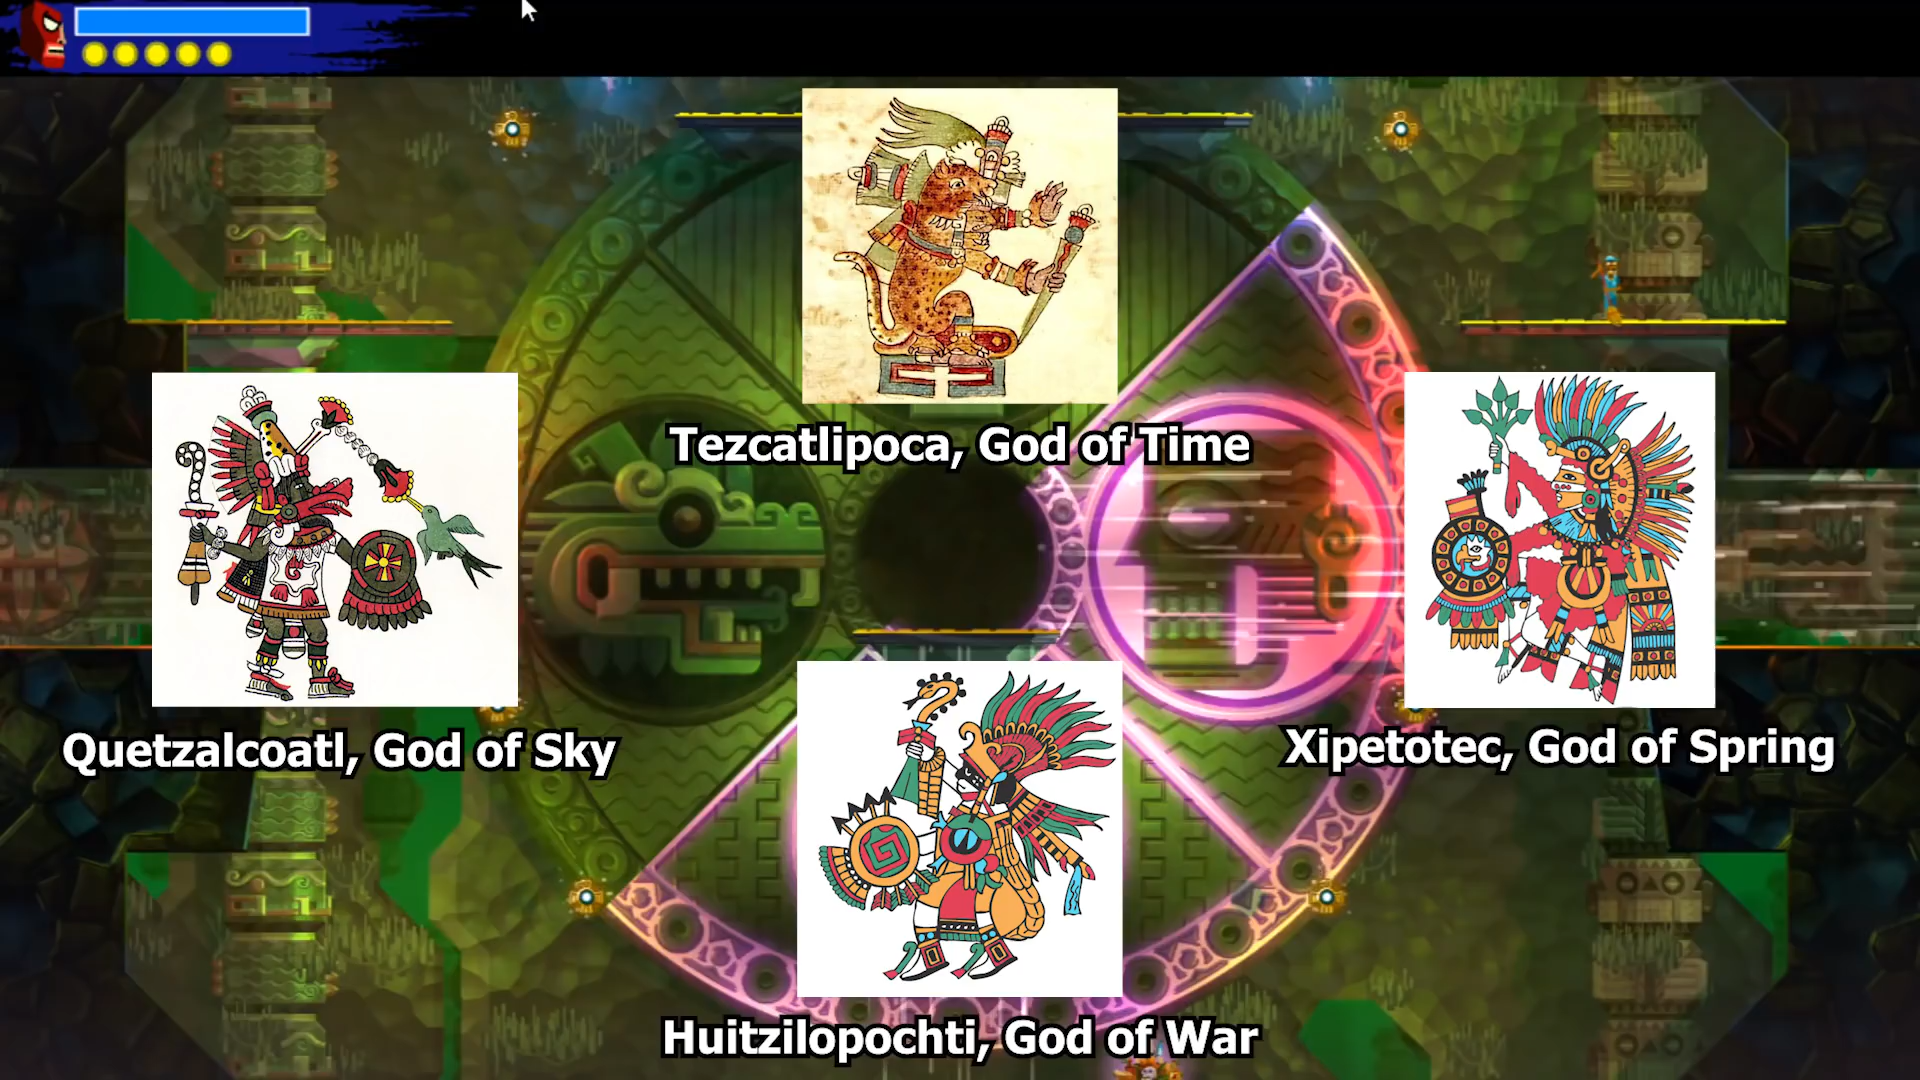 Tezcatlipoca, God of Time
Quetzalcoatl, God of Sky
Xipetotec, God of Spring
Huitzilopochti, God of War